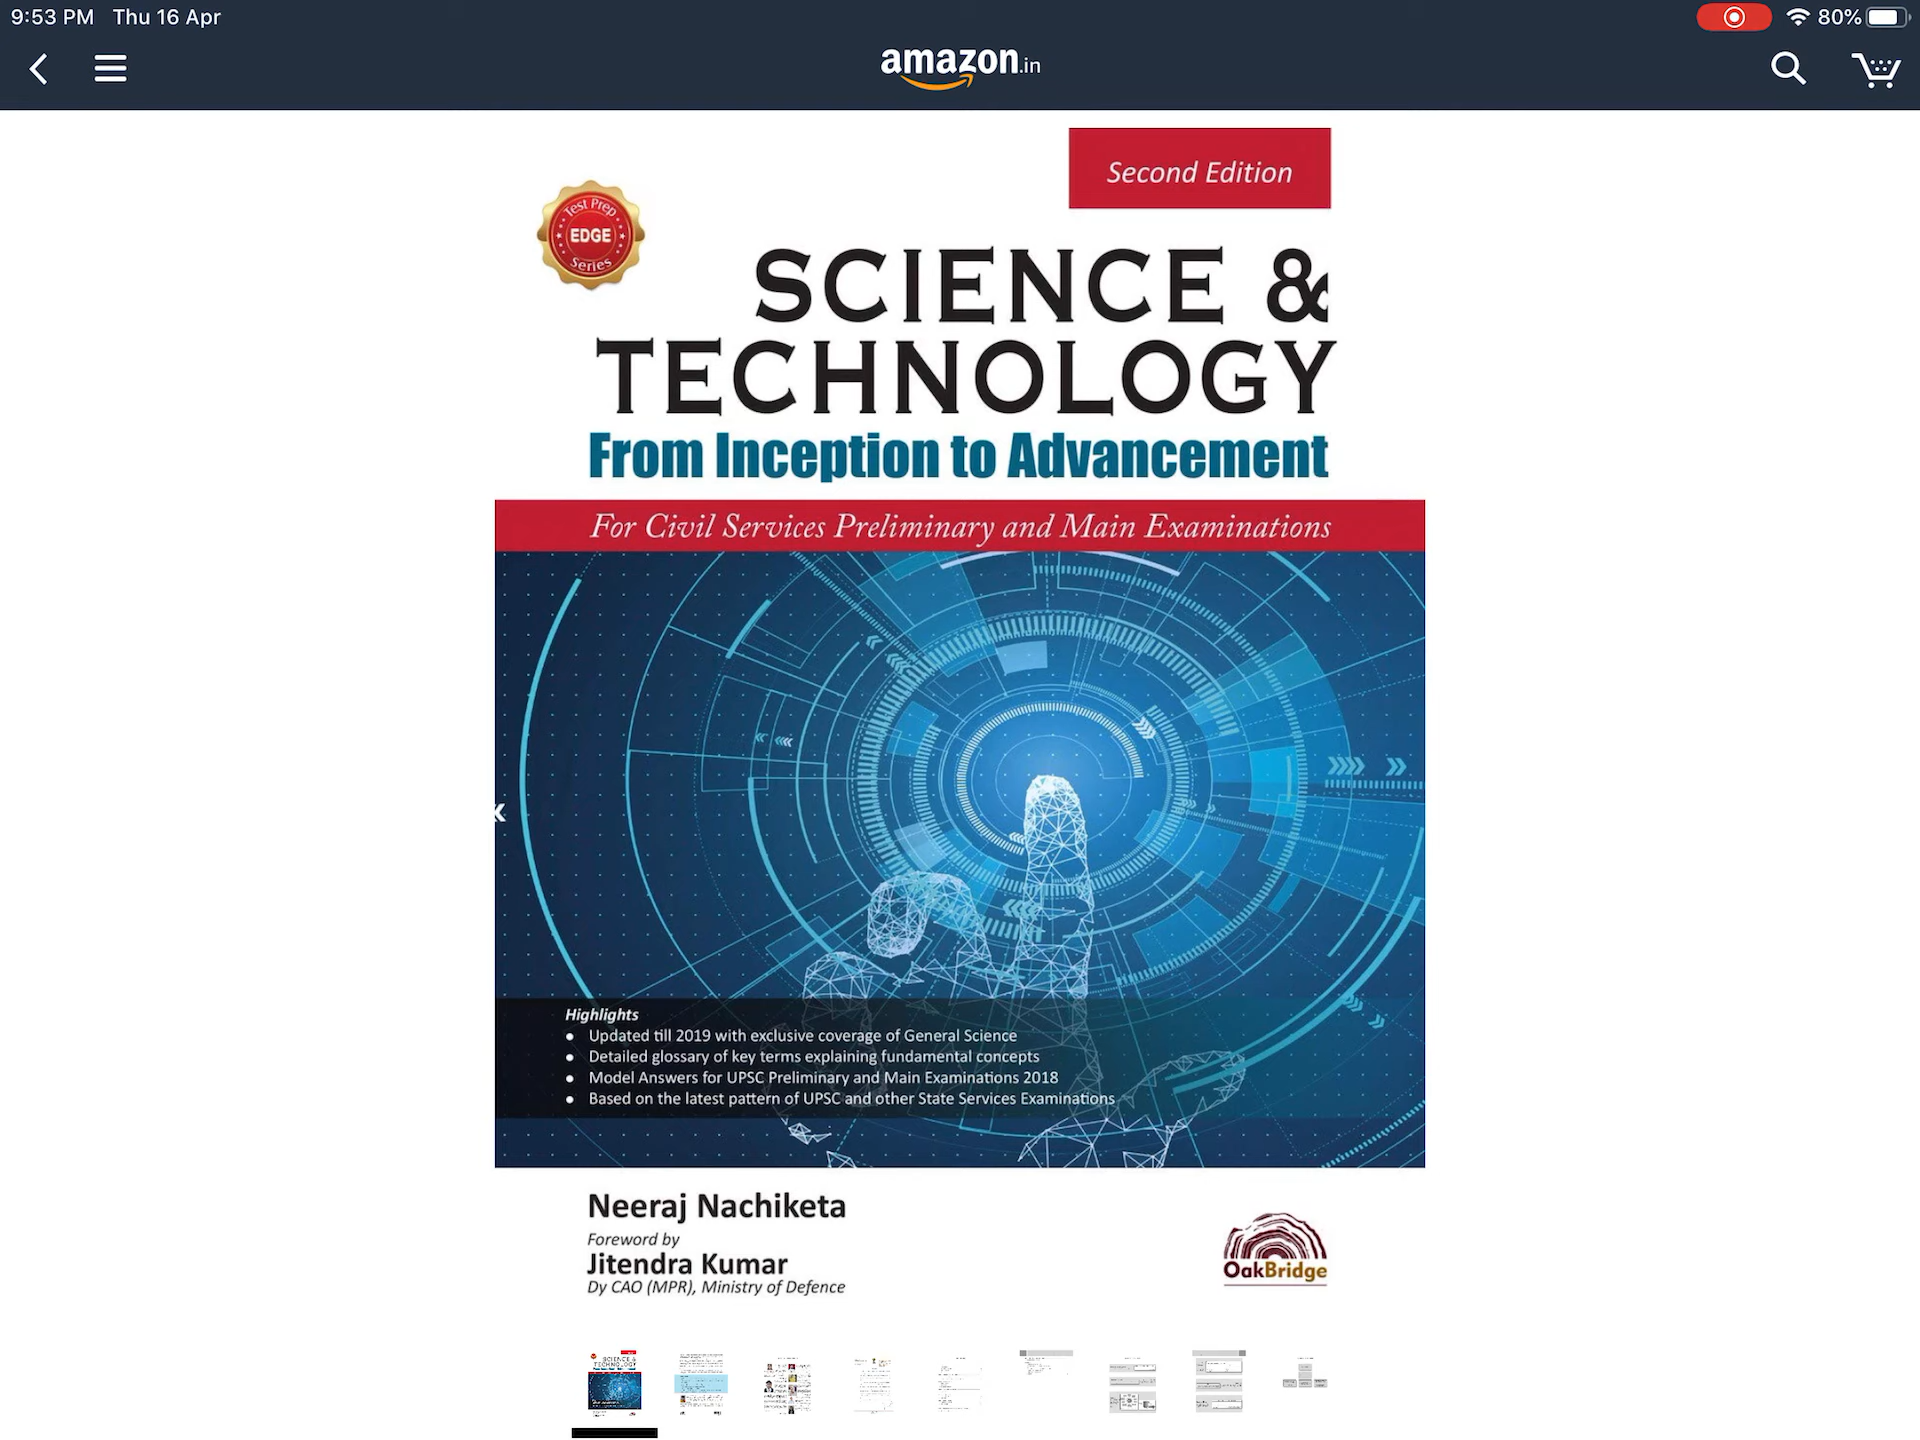 9:53 PM Thu 16 Apr
80%
amazon.in
Second Edition
Test Prep
EDGE
Series
SCIENCE &
TECHNOLOGY
From Inception to Advancement
For Civil Services Preliminary and Main Examinations
Highlights
● Updated till 2019 with exclusive coverage of General Science
● Detailed glossary of key terms explaining fundamental concepts
● Model Answers for UPSC Preliminary and Main Examinations 2018
● Based on the latest pattern of UPSC and other State Services Examinations
Neeraj Nachiketa
Foreword by
Jitendra Kumar
Dy CAO (MPR), Ministry of Defence
OakBridge
SCIENCE &
TECHNOLOGY